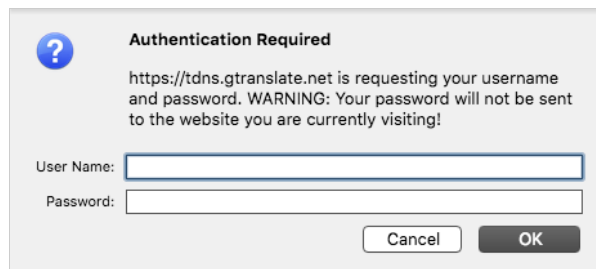 Authentication Required
https://tdns.gtranslate.net is requesting your username
and password. WARNING: Your password will not be sent
to the website you are currently visiting!
User Name:
Password:
Cancel OK